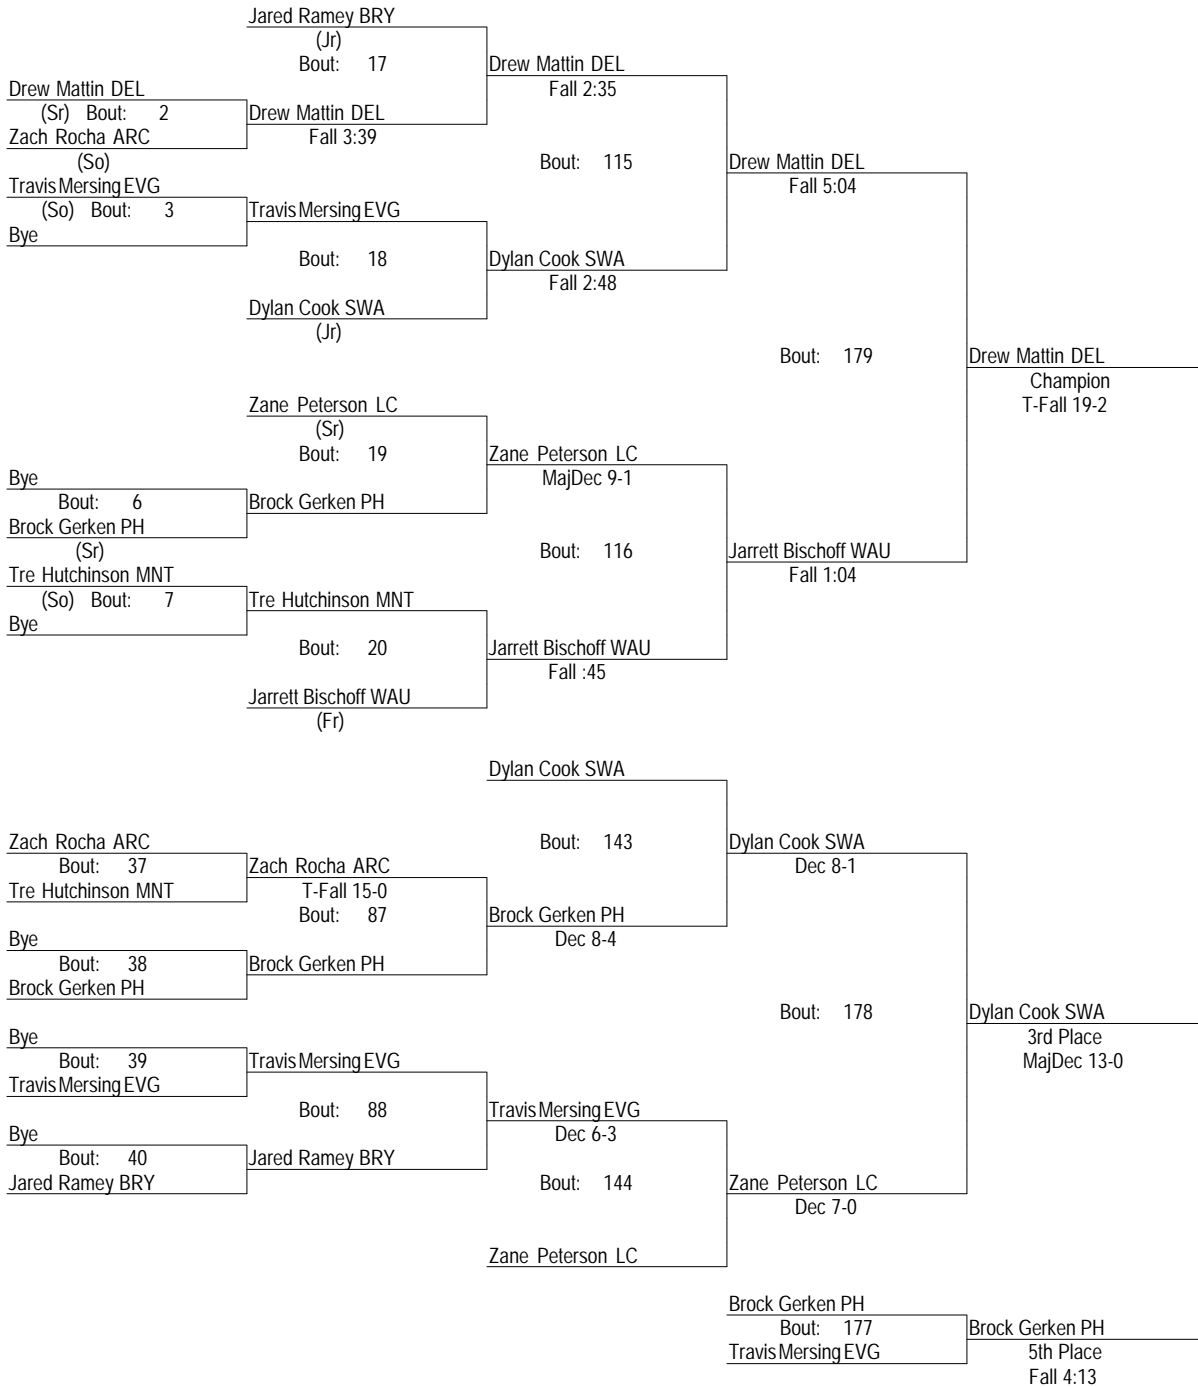 Jared Ramey BRY
(Jr)
Bout: 17
Drew Mattin DEL
Fall 2:35
Drew Mattin DEL
(Sr) Bout: 2
Drew Mattin DEL
Zach Rocha ARC
Fall 3:39
(So)
Bout: 115
Drew Mattin DEL
Travis Mersing EVG
Fall 5:04
(So) Bout: 3
Travis Mersing EVG
Bye
Bout: 18
Dylan Cook SWA
Fall 2:48
Dylan Cook SWA
(Jr)
Bout: 179
Drew Mattin DEL
Champion
T-Fall 19-2
Zane Peterson LC
(Sr)
Bout: 19
Zane Peterson LC
MajDec 9-1
Bye
Bout: 6
Brock Gerken PH
Brock Gerken PH
(Sr)
Bout: 116
Jarrett Bischoff WAU
Tre Hutchinson MNT
Fall 1:04
(So) Bout: 7
Tre Hutchinson MNT
Bye
Bout: 20
Jarrett Bischoff WAU
Fall :45
Jarrett Bischoff WAU
(Fr)
Dylan Cook SWA
Zach Rocha ARC
Bout: 143
Dylan Cook SWA
Bout: 37
Zach Rocha ARC
Dec 8-1
Tre Hutchinson MNT
T-Fall 15-0
Bout: 87
Brock Gerken PH
Bye
Dec 8-4
Bout: 38
Brock Gerken PH
Brock Gerken PH
Bout: 178
Dylan Cook SWA
3rd Place
MajDec 13-0
Bye
Bout: 39
Travis Mersing EVG
Travis Mersing EVG
Bout: 88
Travis Mersing EVG
Bye
Dec 6-3
Bout: 40
Jared Ramey BRY
Jared Ramey BRY
Bout: 144
Zane Peterson LC
Dec 7-0
Zane Peterson LC
Brock Gerken PH
Bout: 177
Brock Gerken PH
Travis Mersing EVG
5th Place
Fall 4:13